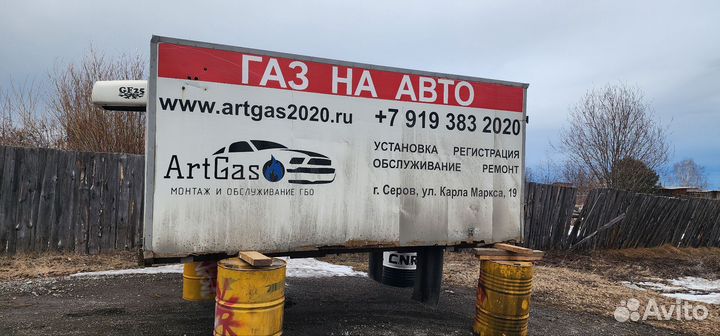 ГАЗ НА АВТО
www.artgas2020.ru +7 919 383 2020
УСТАНОВКА РЕГИСТРАЦИЯ
ОБСЛУЖИВАНИЕ РЕМОНТ
ArtGas
МОНТАЖ И ОБСЛУЖИВАНИЕ ГБО
г. Серов, ул. Карла Маркса, 19
GF25
CNR
Avito